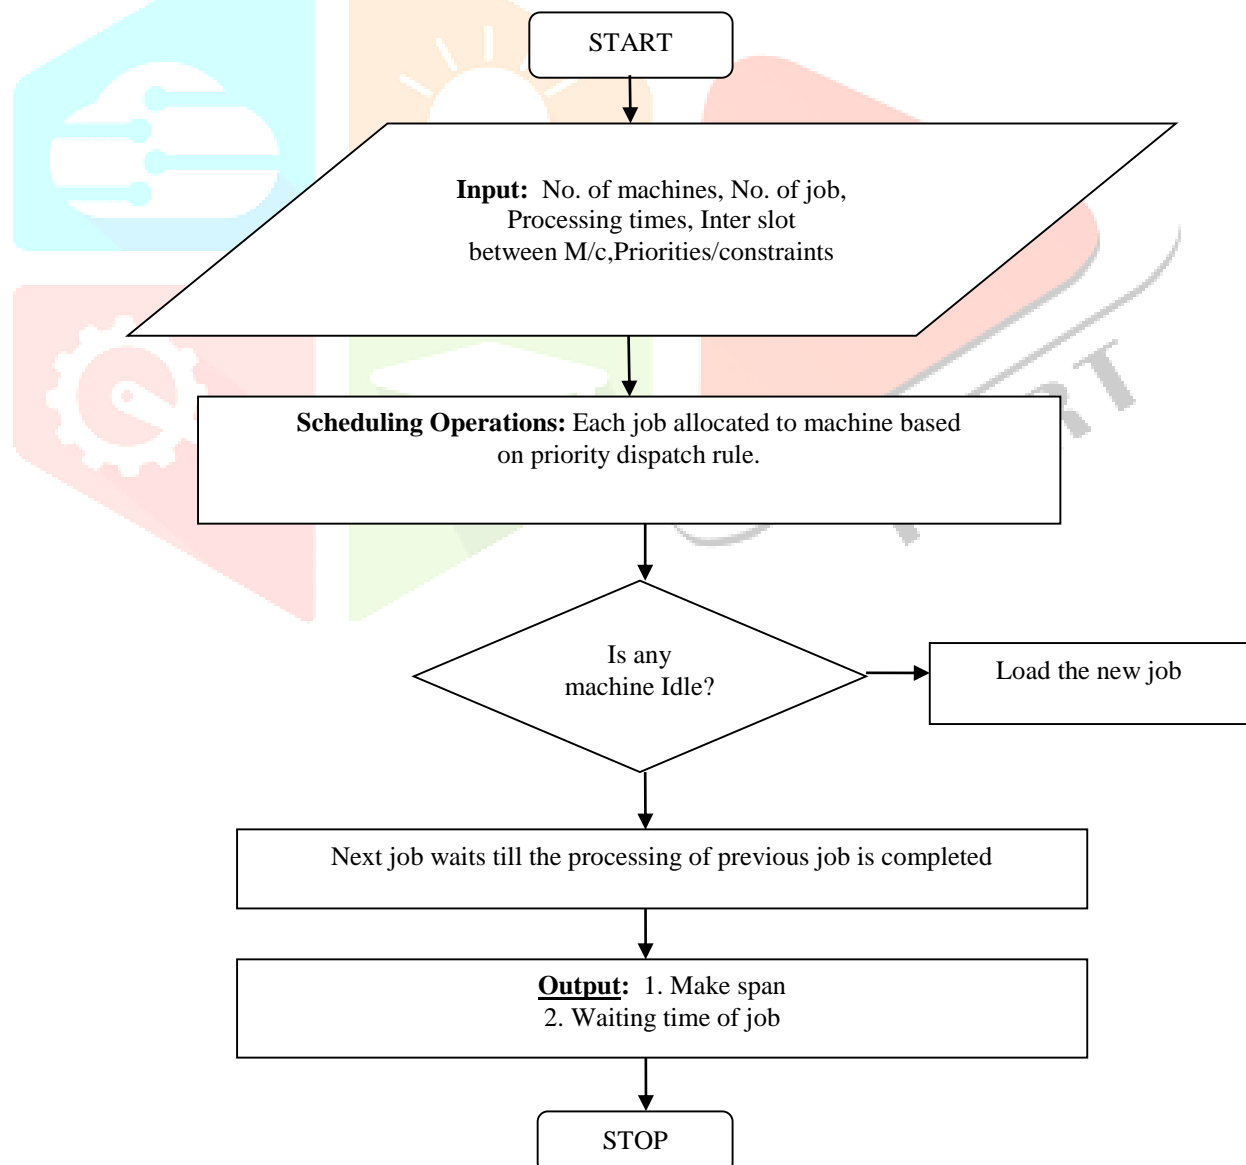 START
Input: No. of machines, No. of job,
Processing times, Inter slot
between M/c,Priorities/constraints
Scheduling Operations: Each job allocated to machine based
on priority dispatch rule.
Is any
machine Idle?
Load the new job
Next job waits till the processing of previous job is completed
Output: 1. Make span
2. Waiting time of job
STOP